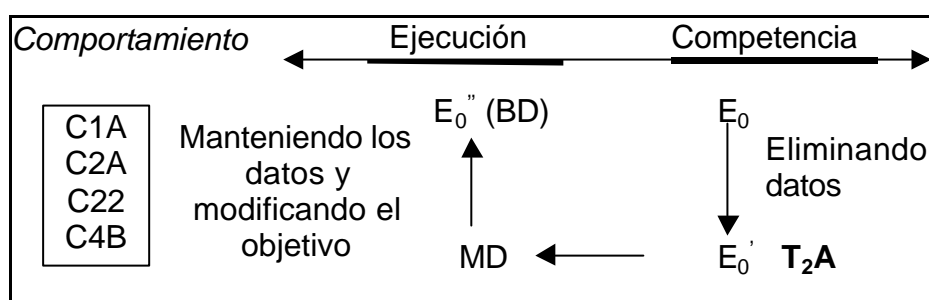 Comportamiento Ejecución Competencia
C1A
C2A
C22
C4B
Manteniendo los
datos y
modificando el
objetivo
E₀” (BD)
MD
E₀
Eliminando
datos
E₀’ T₂A